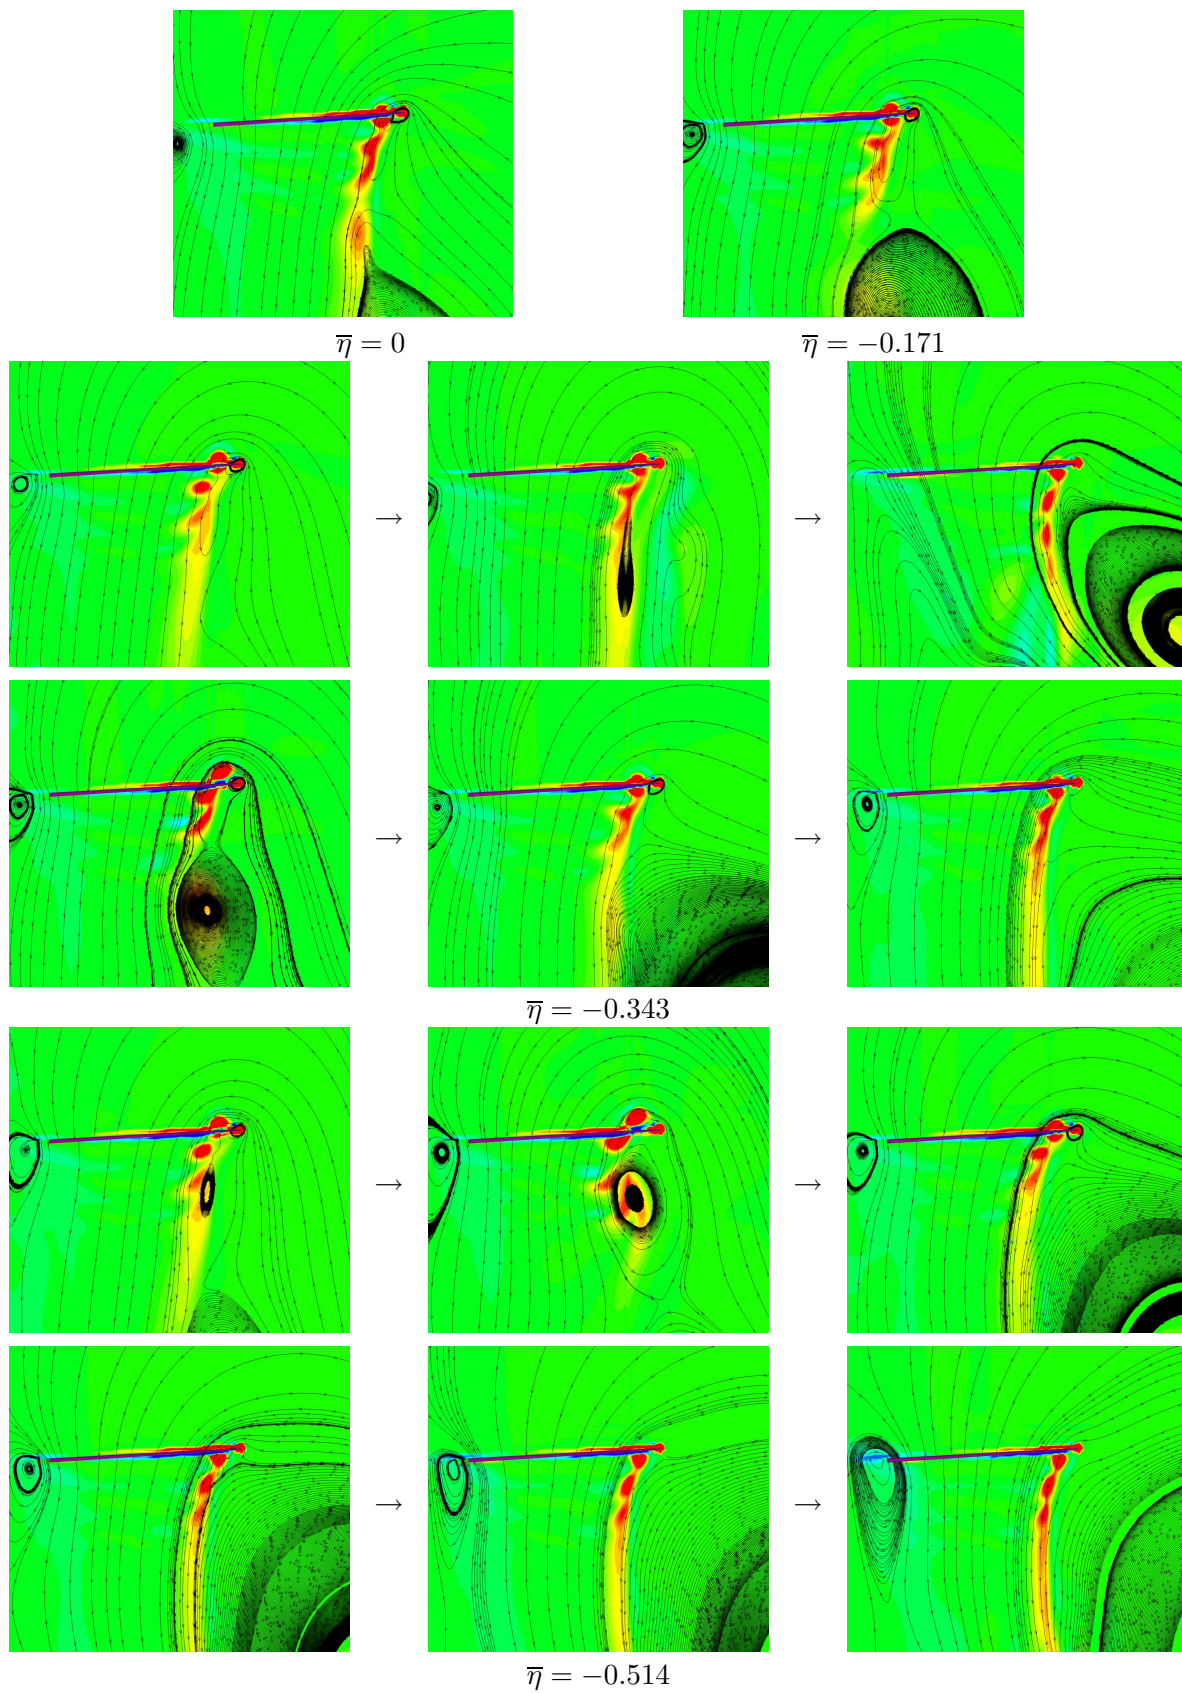 η̅ = 0
η̅ = −0.171
→ →
→ →
η̅ = −0.343
→ →
→ →
η̅ = −0.514